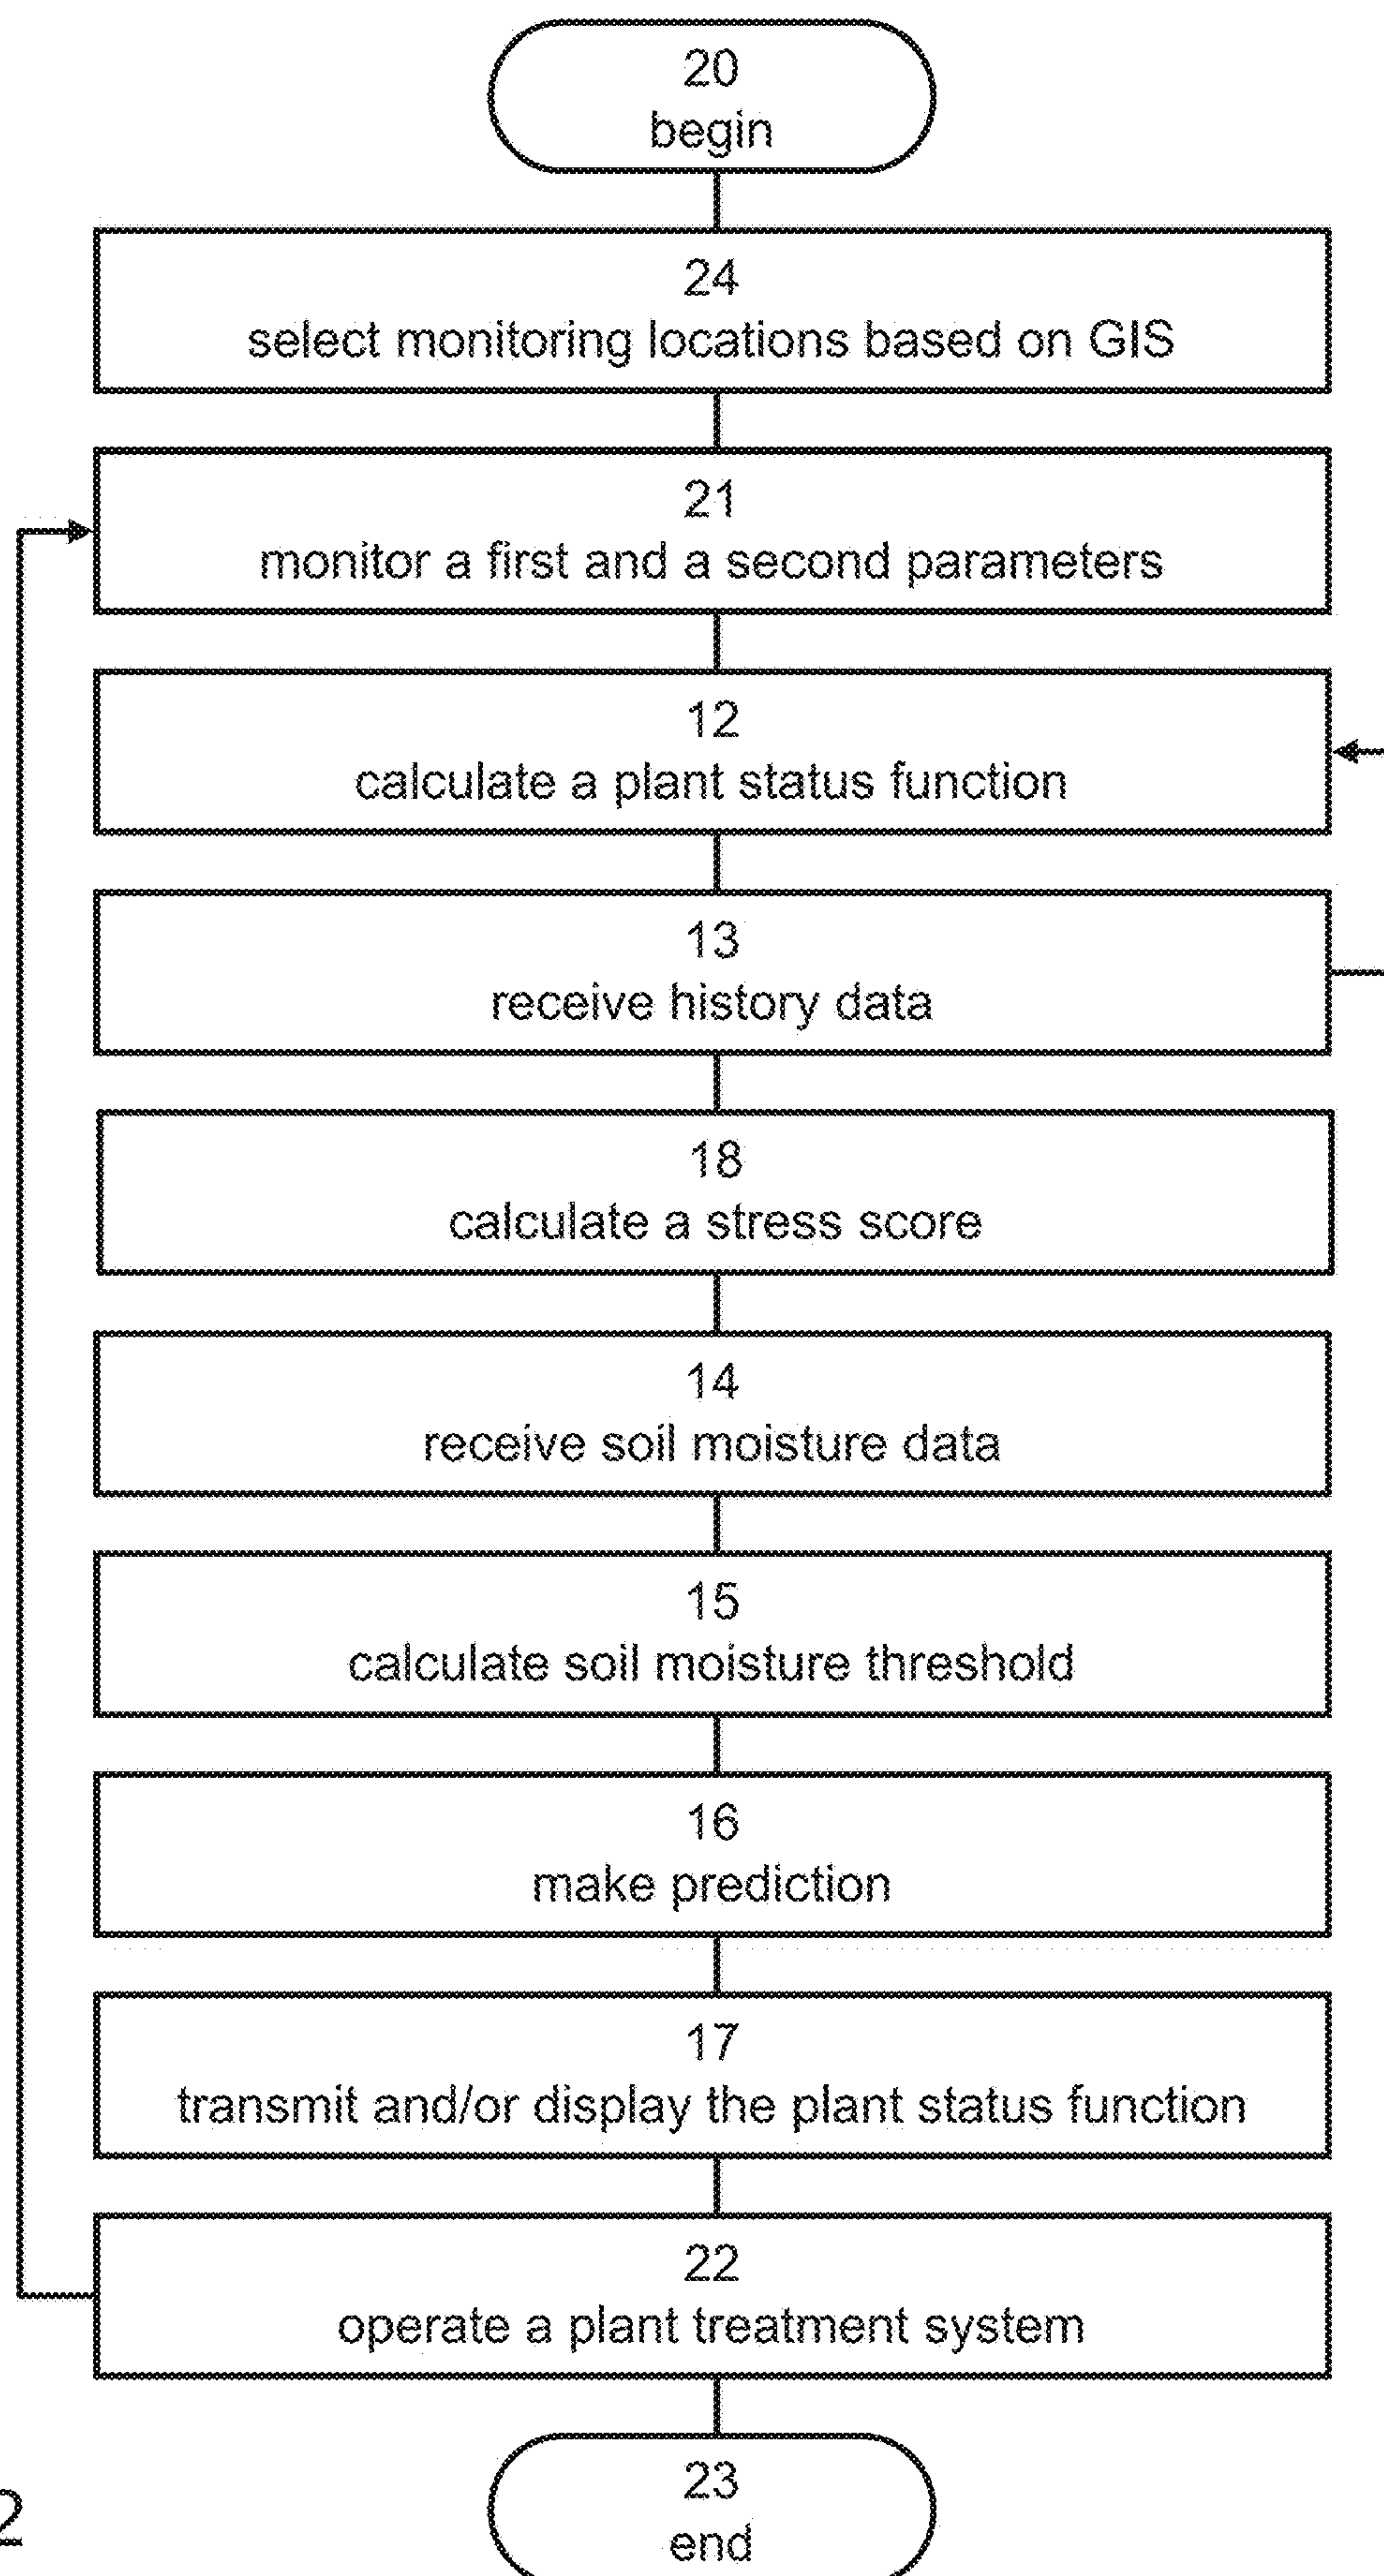 20
begin
24
select monitoring locations based on GIS
21
monitor a first and a second parameters
12
calculate a plant status function
13
receive history data
18
calculate a stress score
14
receive soil moisture data
15
calculate soil moisture threshold
16
make prediction
17
transmit and/or display the plant status function
22
operate a plant treatment system
23
end
2